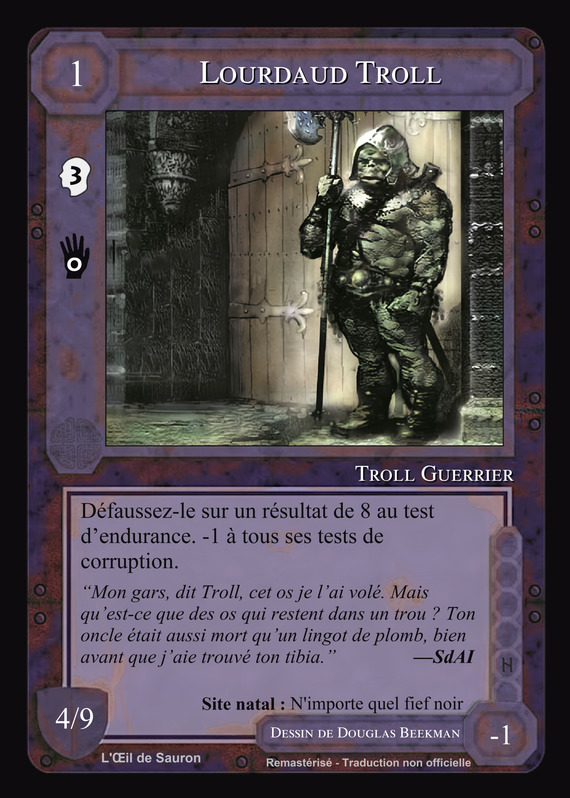 1
Lourdaud Troll
3
0
Troll Guerrier
Défaussez-le sur un résultat de 8 au test
d’endurance. -1 à tous ses tests de
corruption.
“Mon gars, dit Troll, cet os je l’ai volé. Mais
qu’est-ce que des os qui restent dans un trou ? Ton
oncle était aussi mort qu’un lingot de plomb, bien
avant que j’aie trouvé ton tibia.” —SdAI
Site natal : N'importe quel fief noir
4/9
Dessin de Douglas Beekman
-1
L'Œil de Sauron
Remastérisé - Traduction non officielle